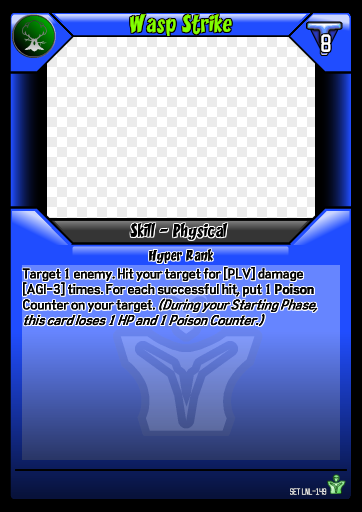 Wasp Strike
8
Skill - Physical
Hyper Rank
Target 1 enemy. Hit your target for [PLV] damage
[AGI-3] times. For each successful hit, put 1 Poison
Counter on your target. (During your Starting Phase,
this card loses 1 HP and 1 Poison Counter.)
SET LNL-149